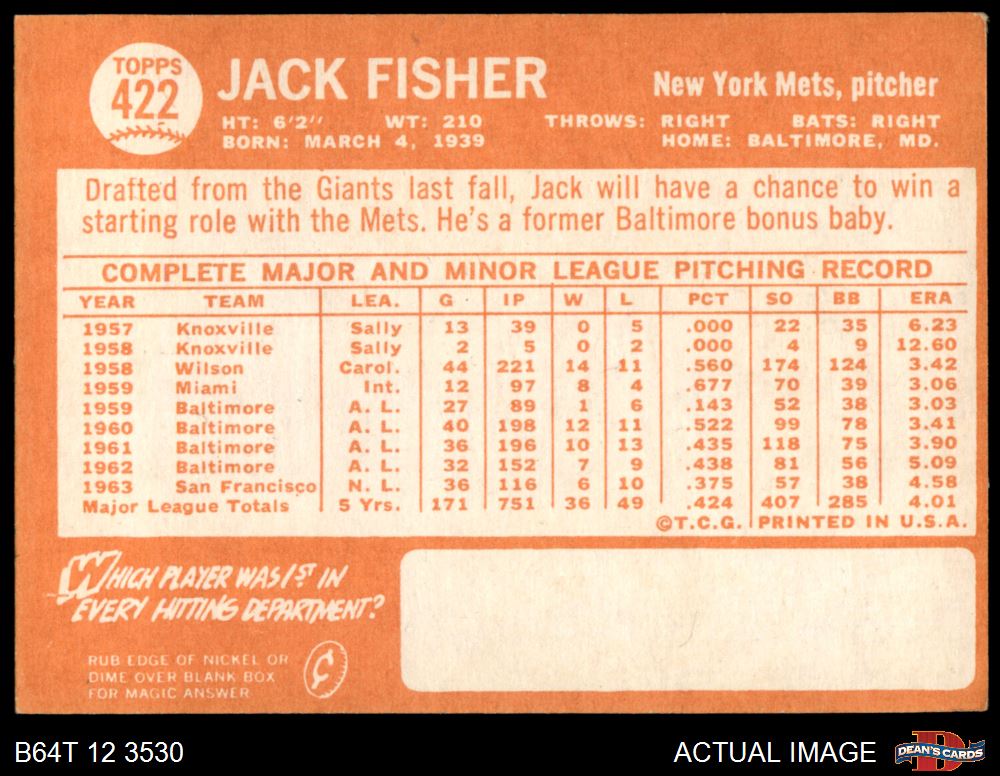 TOPPS
422
JACK FISHER
New York Mets, pitcher
HT: 6'2" WT: 210 THROWS: RIGHT BATS: RIGHT
BORN: MARCH 4, 1939 HOME: BALTIMORE, MD.
Drafted from the Giants last fall, Jack will have a chance to win a
starting role with the Mets. He's a former Baltimore bonus baby.
COMPLETE MAJOR AND MINOR LEAGUE PITCHING RECORD
YEAR TEAM LEA. G IP W L PCT SO BB ERA
1957 Knoxville Sally 13 39 0 5 .000 22 35 6.23
1958 Knoxville Sally 2 5 0 2 .000 4 9 12.60
1958 Wilson Carol. 44 221 14 11 .560 174 124 3.42
1959 Miami Int. 12 97 8 4 .677 70 39 3.06
1959 Baltimore A. L. 27 89 1 6 .143 52 38 3.03
1960 Baltimore A. L. 40 198 12 11 .522 99 78 3.41
1961 Baltimore A. L. 36 196 10 13 .435 118 75 3.90
1962 Baltimore A. L. 32 152 7 9 .438 81 56 5.09
1963 San Francisco N. L. 36 116 6 10 .375 57 38 4.58
Major League Totals 5 Yrs. 171 751 36 49 .424 407 285 4.01
©T.C.G. PRINTED IN U.S.A.
WHICH PLAYER WAS 1ST IN
EVERY HITTING DEPARTMENT?
RUB EDGE OF NICKEL OR
DIME OVER BLANK BOX
FOR MAGIC ANSWER
B64T 12 3530
ACTUAL IMAGE
DEAN'S CARDS